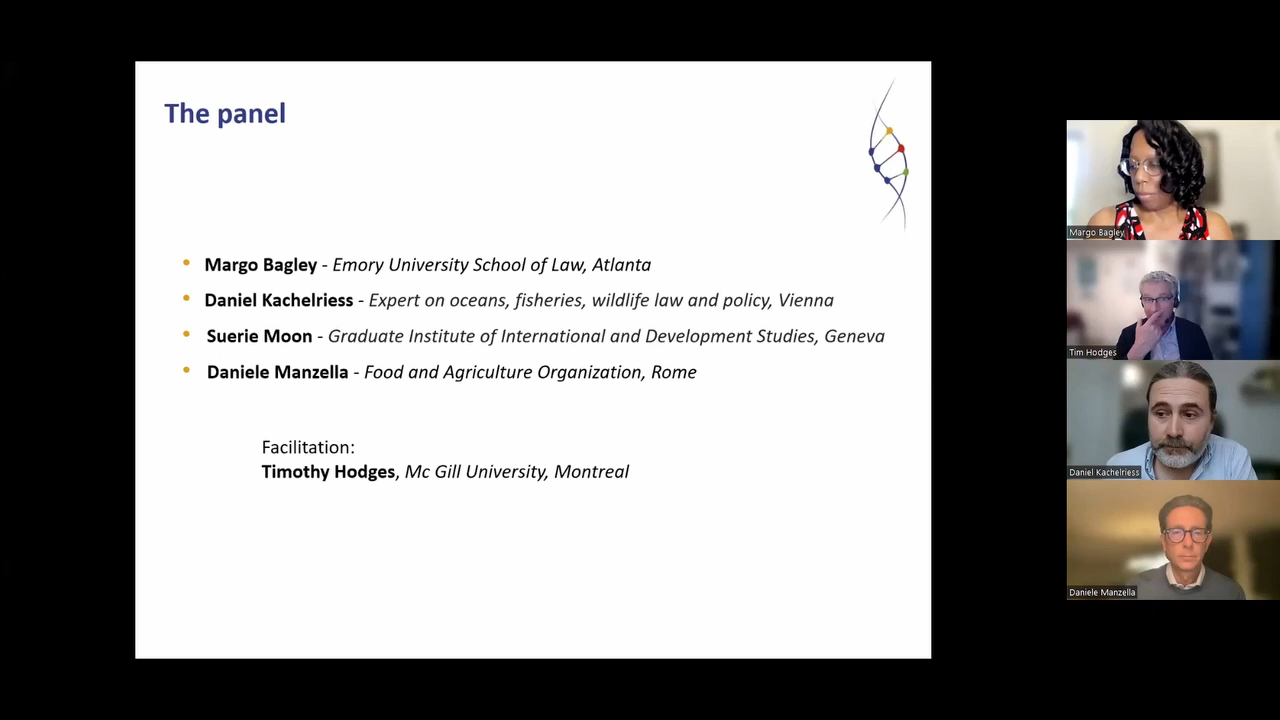 The panel
• Margo Bagley - Emory University School of Law, Atlanta
• Daniel Kachelriess - Expert on oceans, fisheries, wildlife law and policy, Vienna
• Suerie Moon - Graduate Institute of International and Development Studies, Geneva
• Daniele Manzella - Food and Agriculture Organization, Rome
Facilitation:
Timothy Hodges, Mc Gill University, Montreal
Margo Bagley
Tim Hodges
Daniel Kachelriess
Daniele Manzella